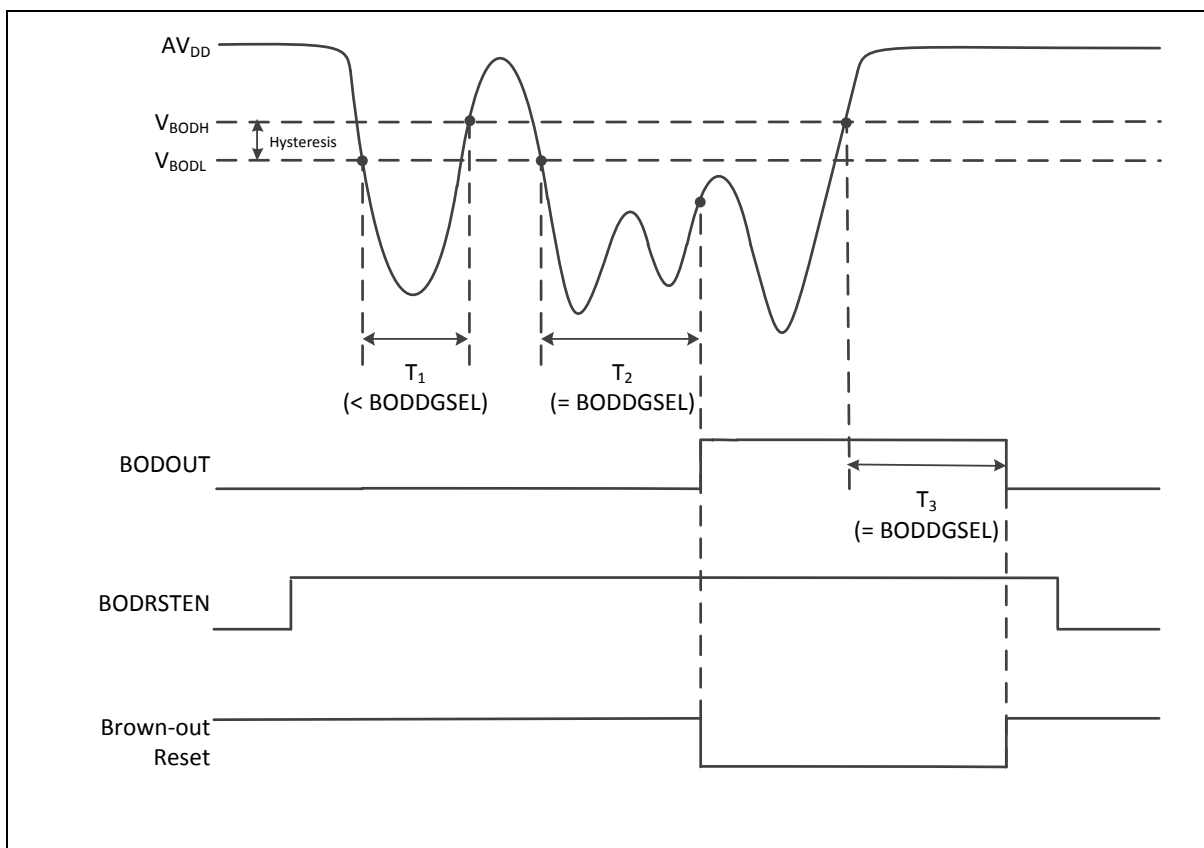 AVDD
VBODH
Hysteresis
VBODL
T1
(< BODDGSEL)
T2
(= BODDGSEL)
BODOUT
T3
(= BODDGSEL)
BODRSTEN
Brown-out
Reset